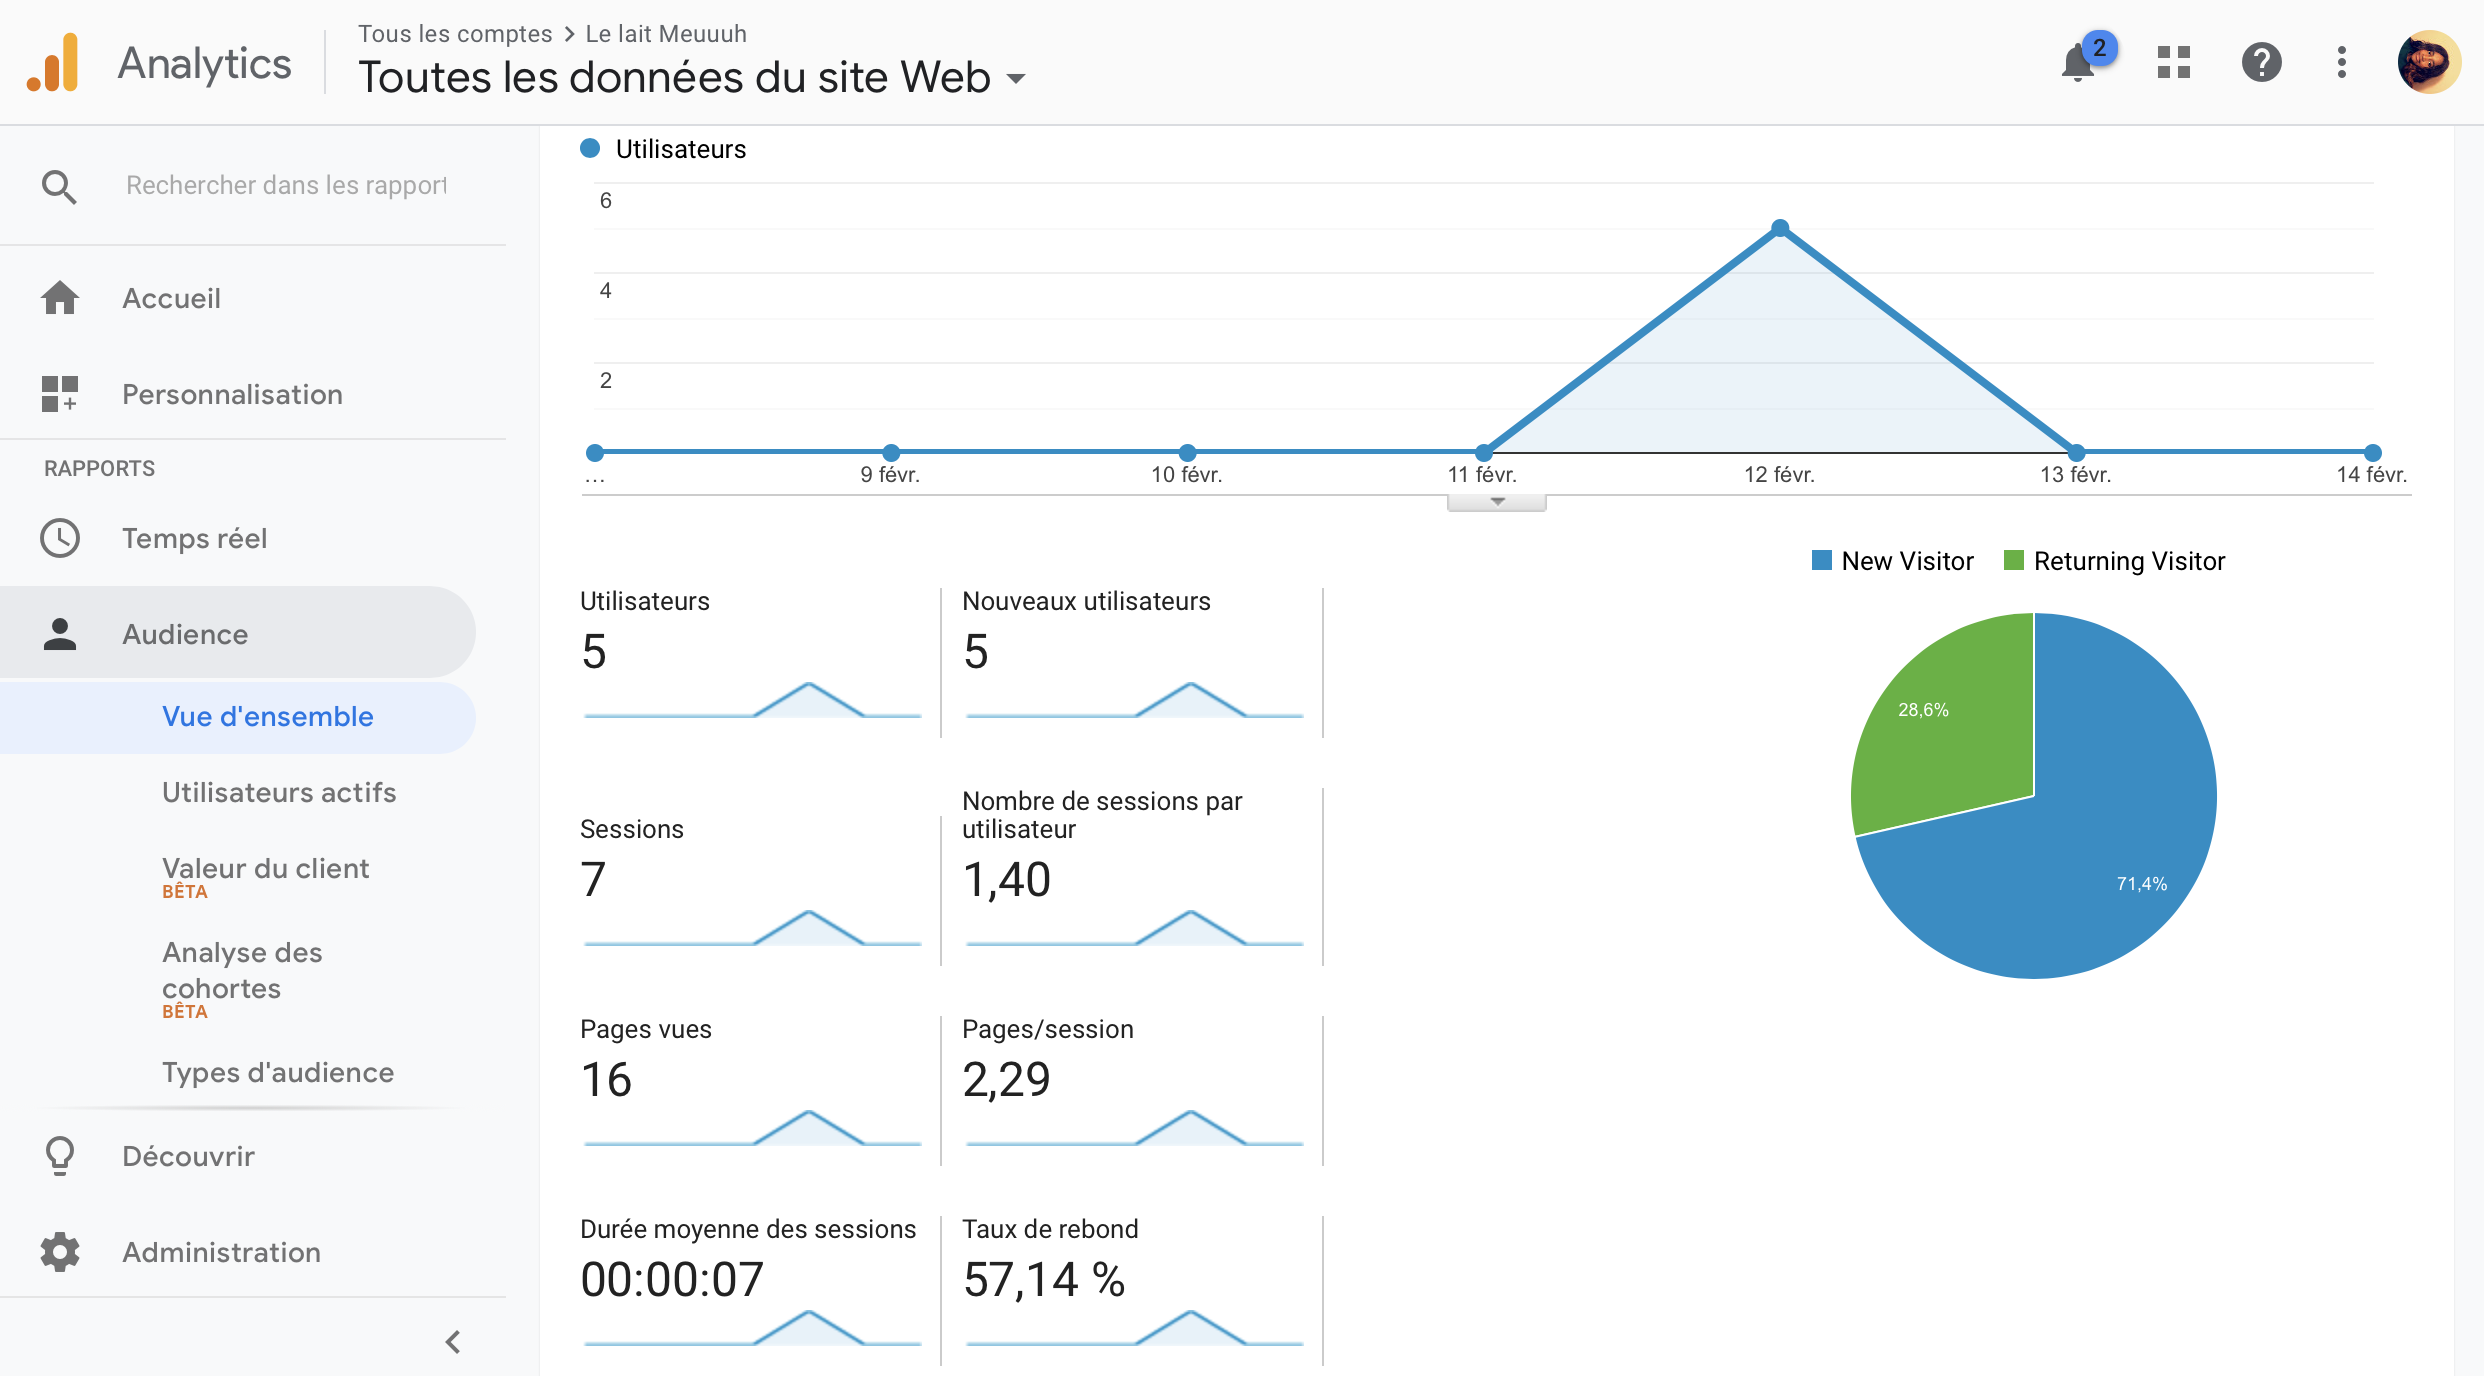 Analytics
Tous les comptes > Le lait Meuuuh
Toutes les données du site Web
2
Rechercher dans les rapport
Accueil
Personnalisation
RAPPORTS
Temps réel
Audience
Vue d'ensemble
Utilisateurs actifs
Valeur du client
BÊTA
Analyse des
cohortes
BÊTA
Types d'audience
Découvrir
Administration
Utilisateurs
6
4
2
...
9 févr.
10 févr.
11 févr.
12 févr.
13 févr.
14 févr.
Utilisateurs
5
Nouveaux utilisateurs
5
Sessions
7
Nombre de sessions par
utilisateur
1,40
Pages vues
16
Pages/session
2,29
Durée moyenne des sessions
00:00:07
Taux de rebond
57,14 %
New Visitor
Returning Visitor
28,6%
71,4%